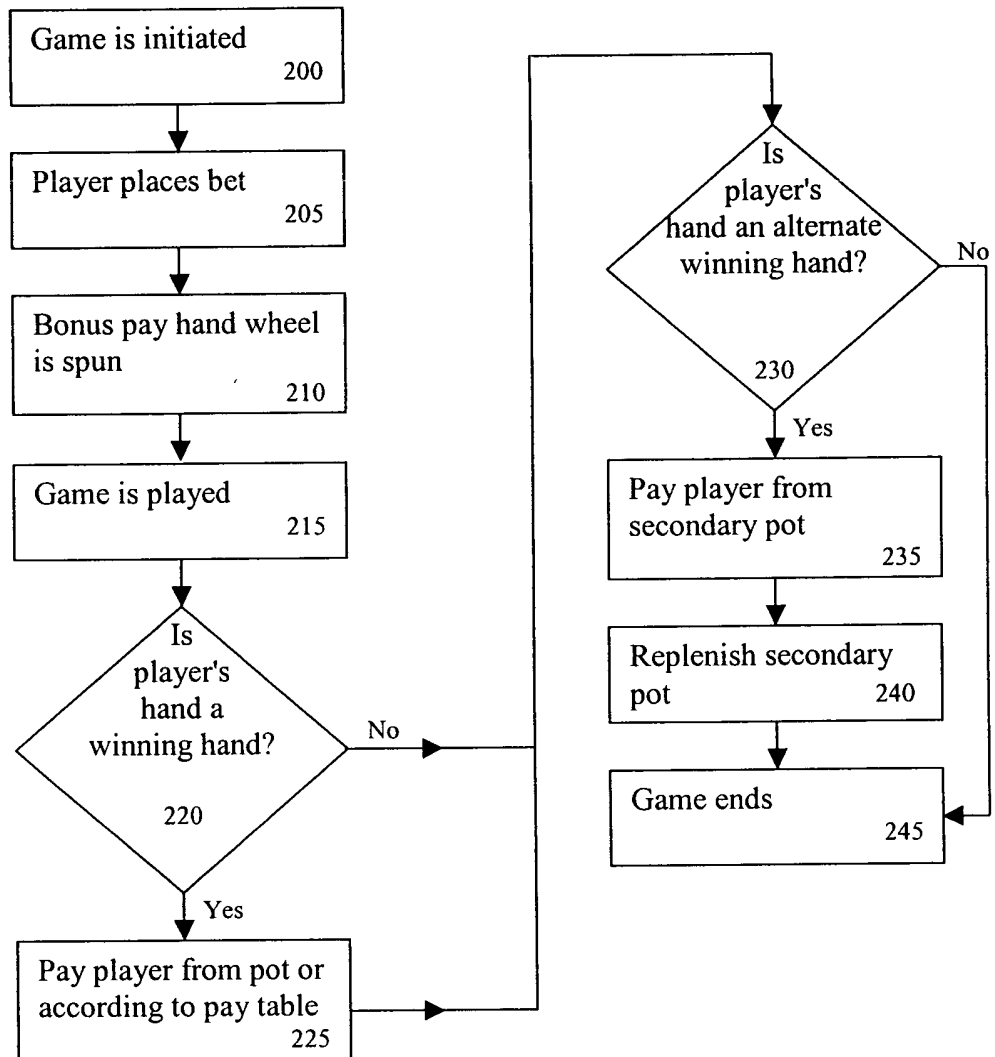 Game is initiated
200
Player places bet
205
Bonus pay hand wheel
is spun
210
Game is played
215
Is
player's
hand a
winning hand?
220
No
Yes
Pay player from pot or
according to pay table
225
Is
player's
hand an alternate
winning hand?
230
No
Yes
Pay player from
secondary pot
235
Replenish secondary
pot 240
Game ends
245